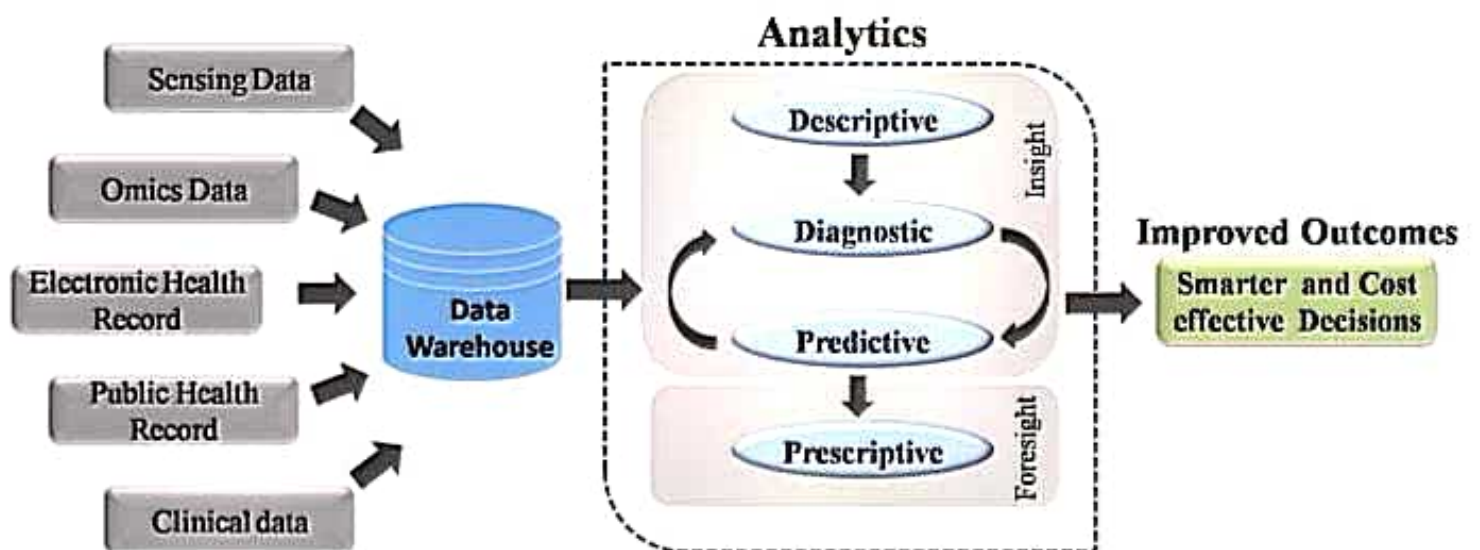 Analytics
Sensing Data
Omics Data
Electronic Health
Record
Public Health
Record
Clinical data
Data
Warehouse
Descriptive
Diagnostic
Predictive
Insight
Prescriptive
Foresight
Improved Outcomes
Smarter and Cost
effective Decisions